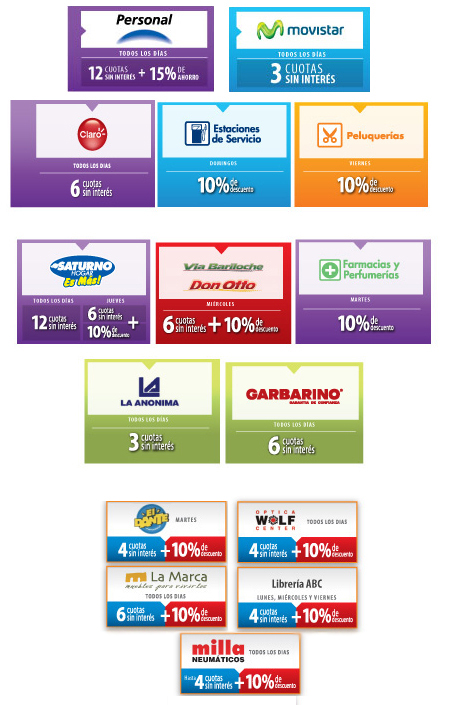 Personal
TODOS LOS DÍAS
12 CUOTAS SIN INTERÉS + 15% DE AHORRO
movistar
TODOS LOS DÍAS
3 CUOTAS SIN INTERÉS
Claro
TODOS LOS DIAS
6 cuotas sin interés
Estaciones de Servicio
DOMINGOS
10% de descuento
Peluquerías
VIERNES
10% de descuento
SATURNO HOGAR
Es Más!
TODOS LOS DÍAS
12 cuotas sin interés
JUEVES
6 cuotas sin interés +
10% de descuento
Via Bariloche
Don Otto
MIÉRCOLES
6 cuotas sin interés + 10% de descuento
Farmacias y Perfumerías
MARTES
10% de descuento
LA ANONIMA
TODOS LOS DÍAS
3 cuotas sin interés
GARBARINO
GARANTIA DE CONFIANZA
TODOS LOS DÍAS
6 cuotas sin interés
El DANTE
MARTES
4 cuotas sin interés + 10% de descuento
OPTICA WOLF CENTER
TODOS LOS DIAS
4 cuotas sin interés + 10% de descuento
La Marca
muebles para vivirlos
TODOS LOS DIAS
6 cuotas sin interés + 10% de descuento
Librería ABC
LUNES, MIÉRCOLES Y VIERNES
4 cuotas sin interés + 10% de descuento
milla NEUMÁTICOS
TODOS LOS DIAS
Hasta 4 cuotas sin interés + 10% de descuento